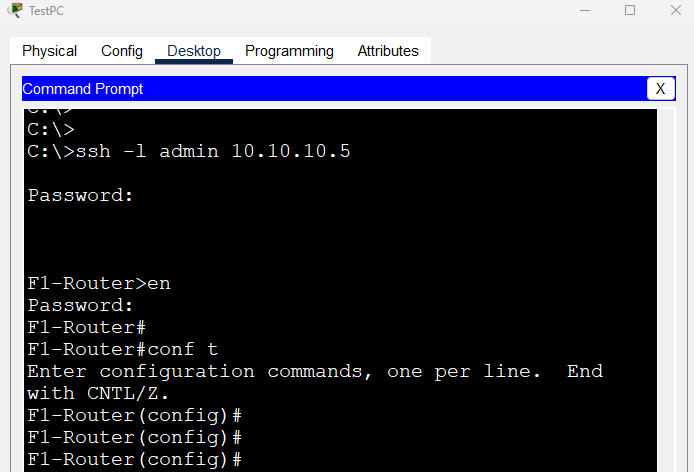 TestPC
Physical Config Desktop Programming Attributes
Command Prompt
X
C:\>
C:\>
C:\>ssh -l admin 10.10.10.5
Password:
F1-Router>en
Password:
F1-Router#
F1-Router#conf t
Enter configuration commands, one per line.  End
with CNTL/Z.
F1-Router(config)#
F1-Router(config)#
F1-Router(config)#